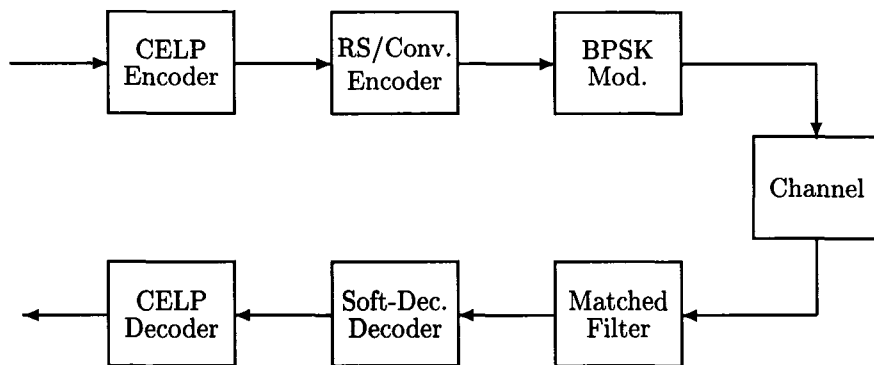 CELP
Encoder
RS/Conv.
Encoder
BPSK
Mod.
Channel
CELP
Decoder
Soft-Dec.
Decoder
Matched
Filter